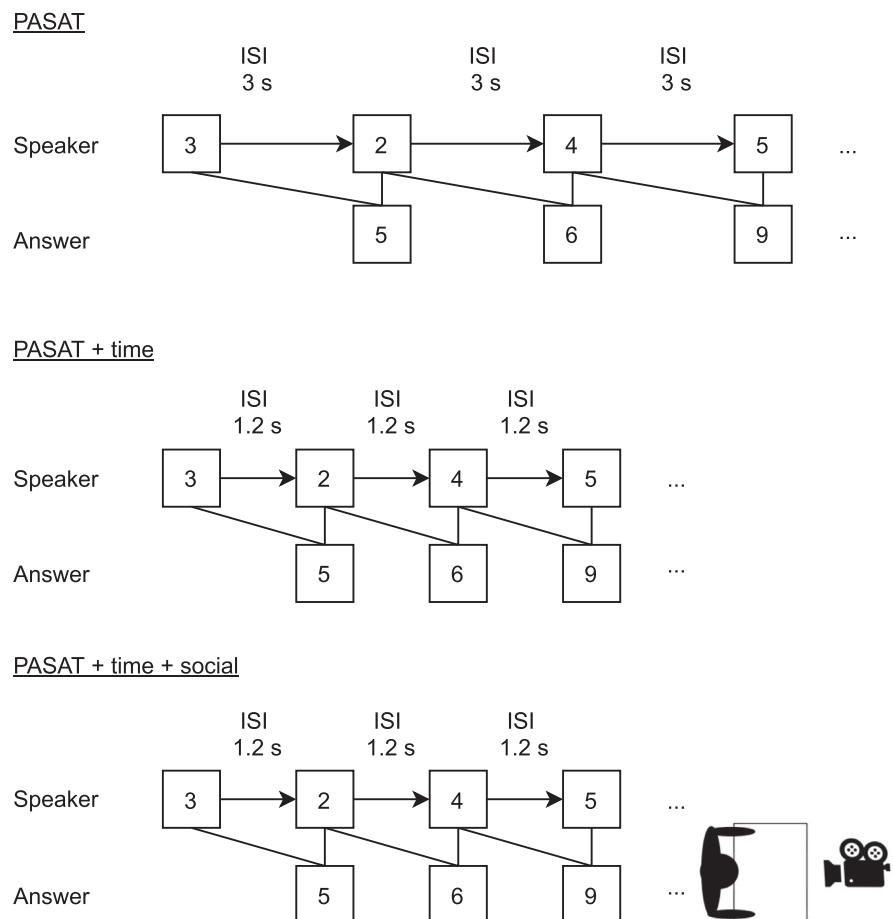 PASAT
ISI ISI ISI
3 s 3 s 3 s
Speaker 3 2 4 5 ...
Answer 5 6 9 ...
PASAT + time
ISI ISI ISI
1.2 s 1.2 s 1.2 s
Speaker 3 2 4 5 ...
Answer 5 6 9 ...
PASAT + time + social
ISI ISI ISI
1.2 s 1.2 s 1.2 s
Speaker 3 2 4 5 ...
Answer 5 6 9 ...